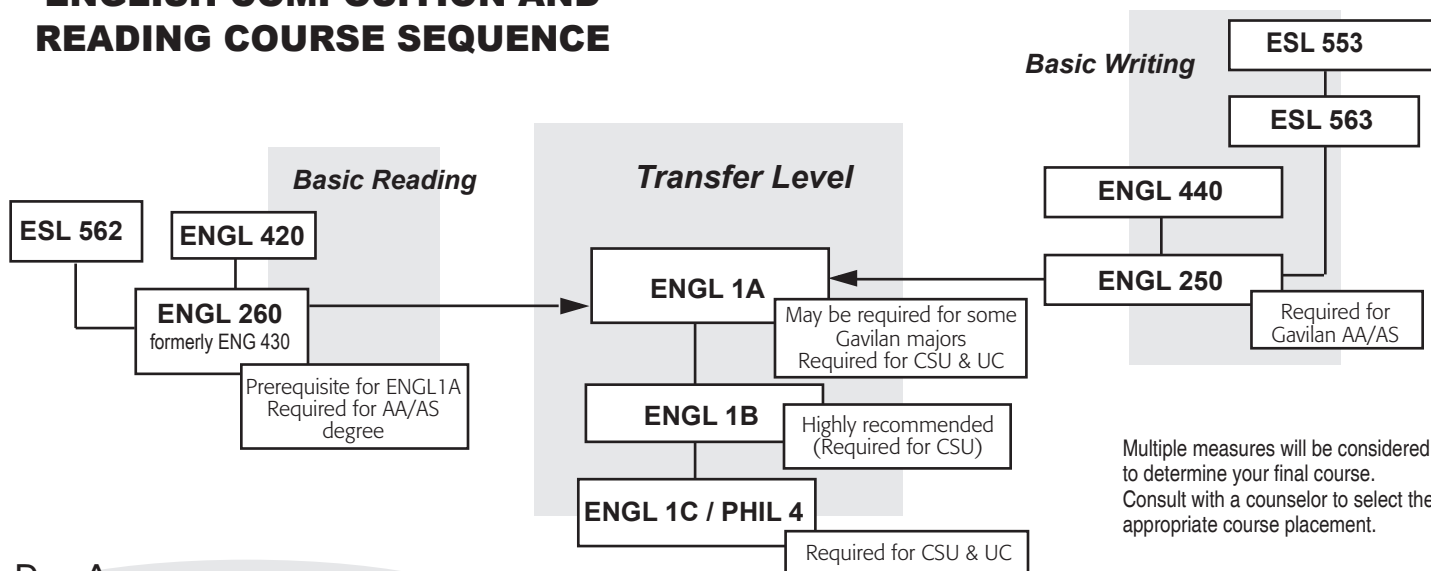 READING COURSE SEQUENCE
Basic Reading
ESL 562
ENGL 420
ENGL 260
formerly ENG 430
Prerequisite for ENGL1A
Required for AA/AS
degree
Transfer Level
ENGL 1A
May be required for some
Gavilan majors
Required for CSU & UC
ENGL 1B
Highly recommended
(Required for CSU)
ENGL 1C / PHIL 4
Required for CSU & UC
Basic Writing
ESL 553
ESL 563
ENGL 440
ENGL 250
Required for
Gavilan AA/AS
Multiple measures will be considered
to determine your final course.
Consult with a counselor to select the
appropriate course placement.